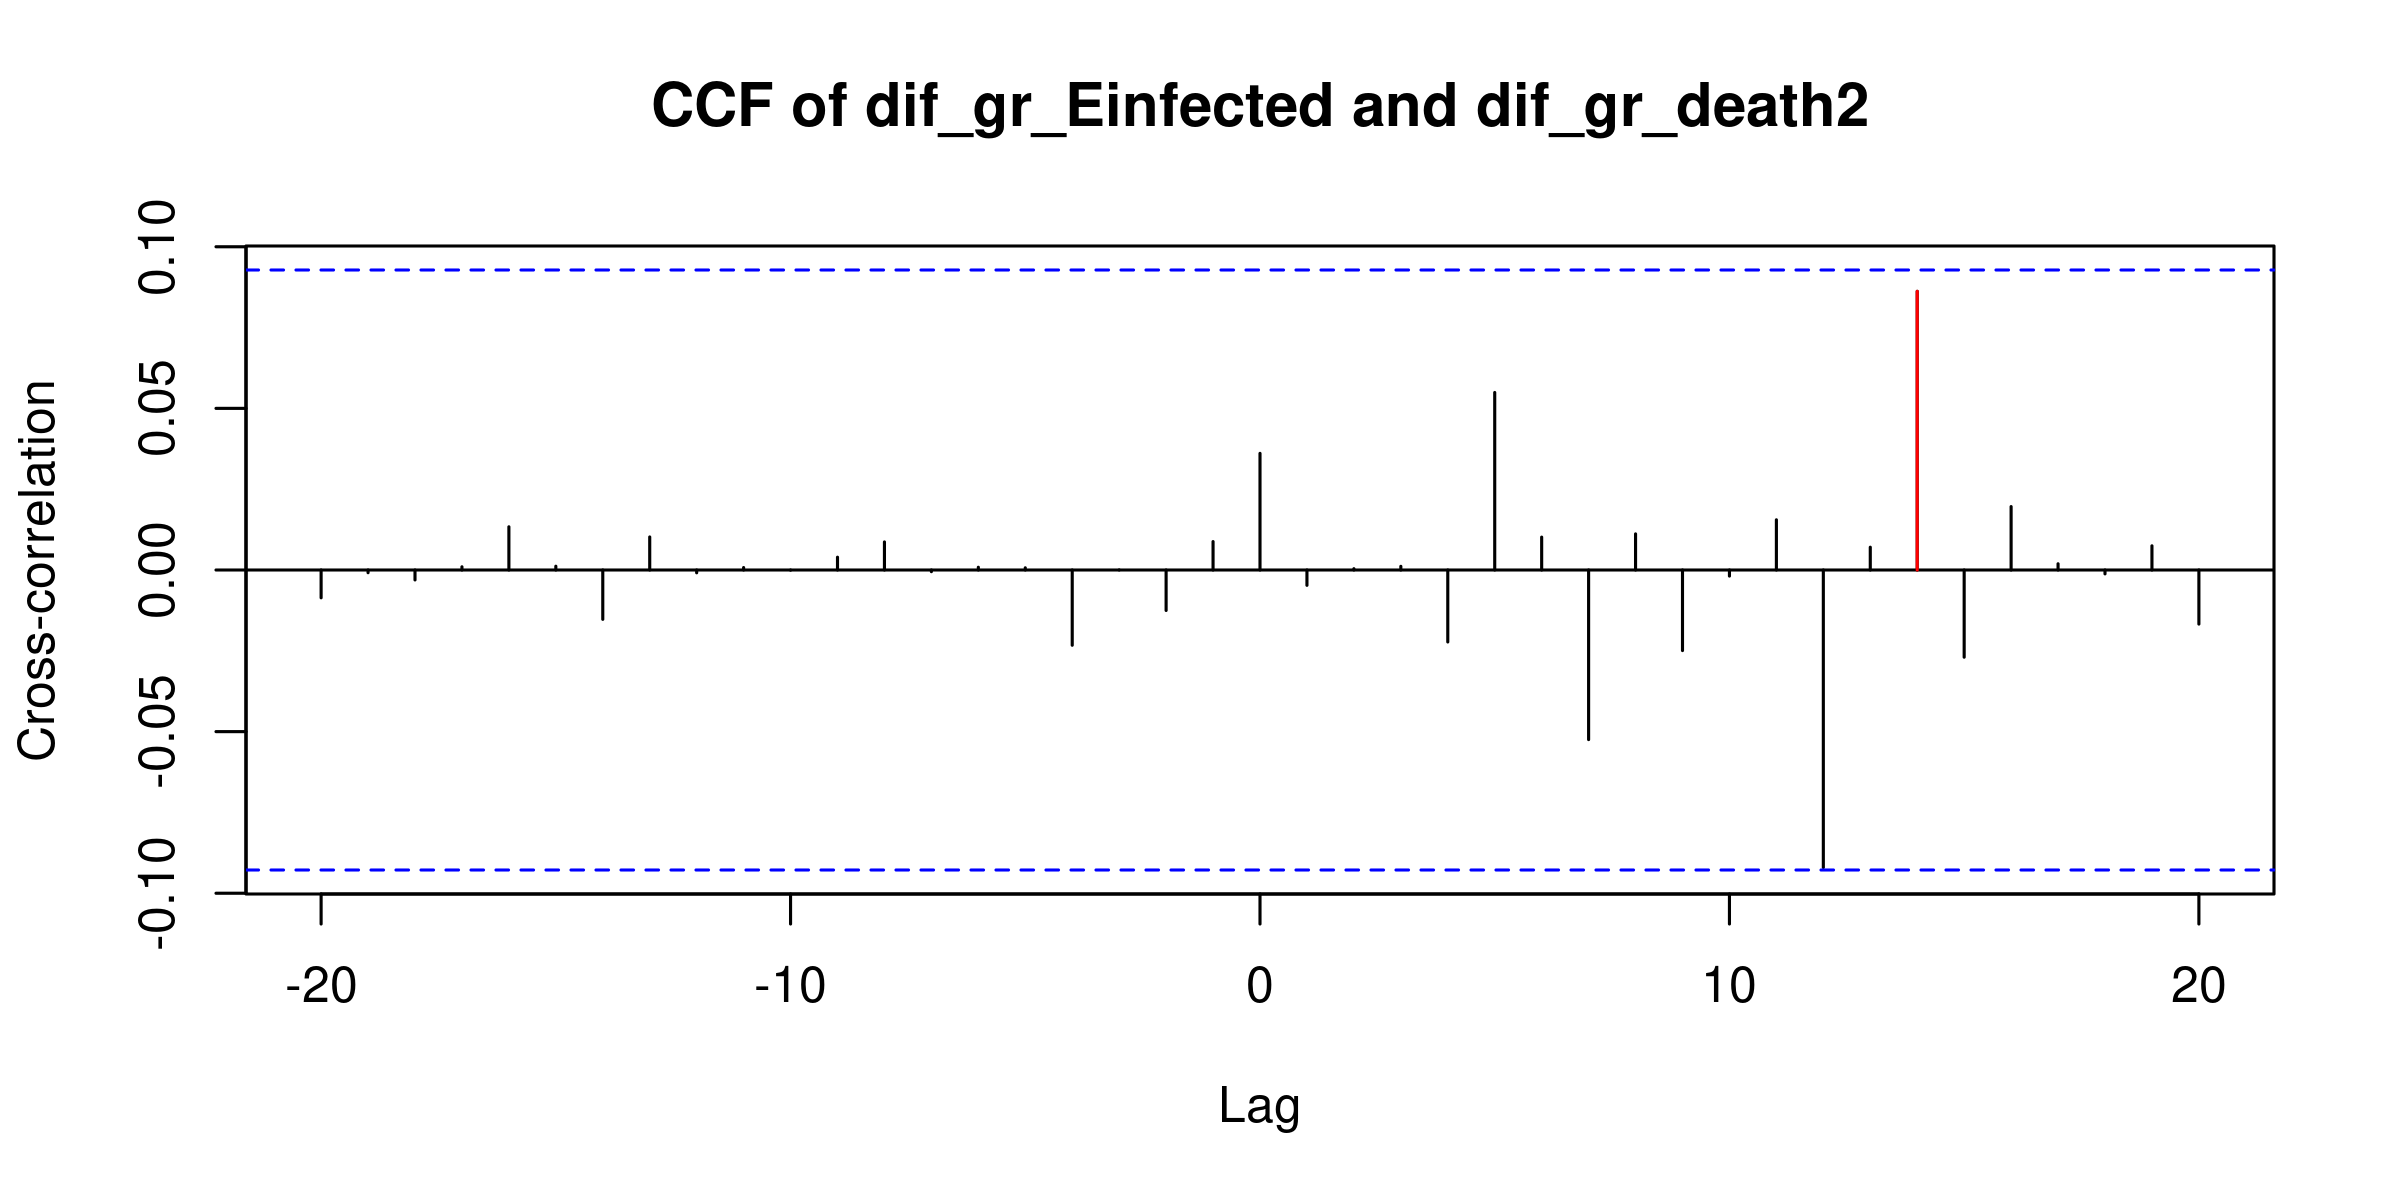 CCF of dif_gr_Einfected and dif_gr_death2
0.10
0.05
0.00
-0.05
-0.10
Cross-correlation
-20 -10 0 10 20
Lag